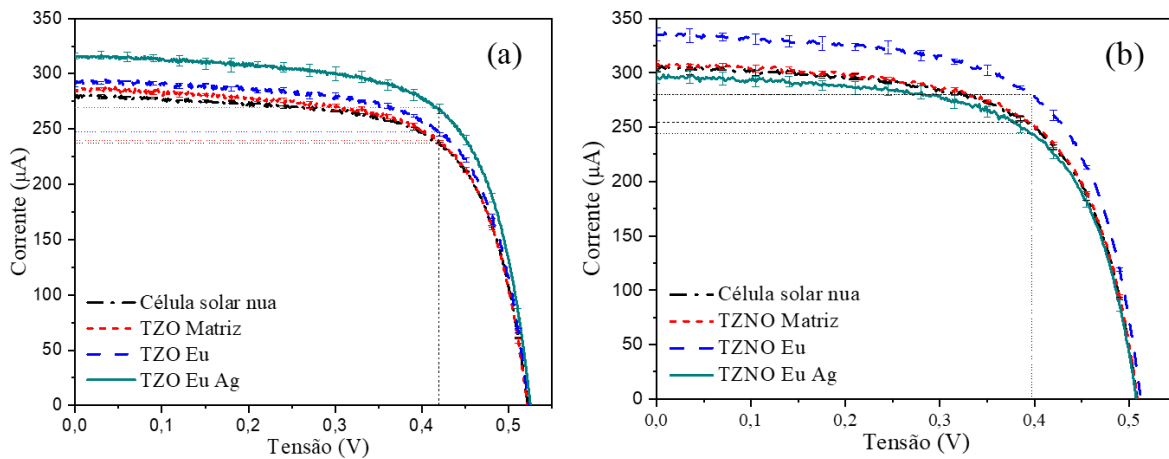 (a)
350
300
250
200
150
300
50
0
Corrente (µA)
Célula solar nua
TZO Matriz
TZO Eu
TZO Eu Ag
0,0 0,1 0,2 0,3 0,4 0,5
Tensão (V)
(b)
350
300
250
200
150
300
50
0
Corrente (µA)
Célula solar nua
TZNO Matriz
TZNO Eu
TZNO Eu Ag
0,0 0,1 0,2 0,3 0,4 0,5
Tensão (V)